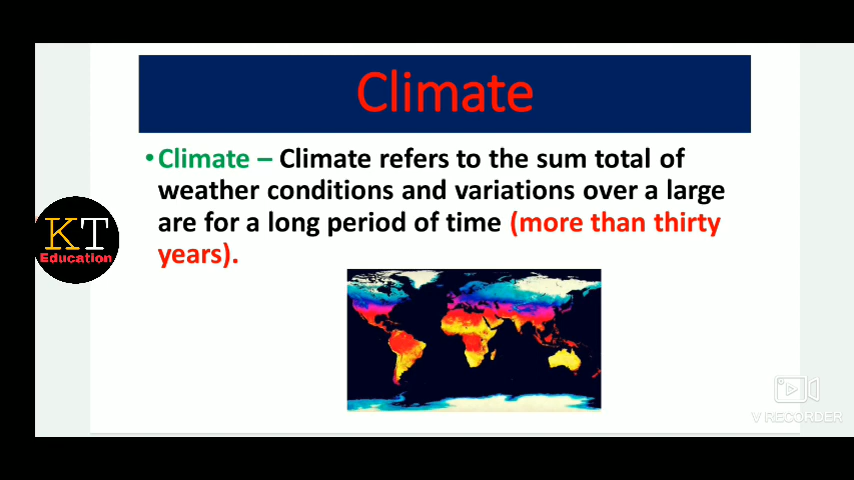 Climate
•Climate – Climate refers to the sum total of
weather conditions and variations over a large
are for a long period of time (more than thirty
years).
KT
Education
V RECORDER